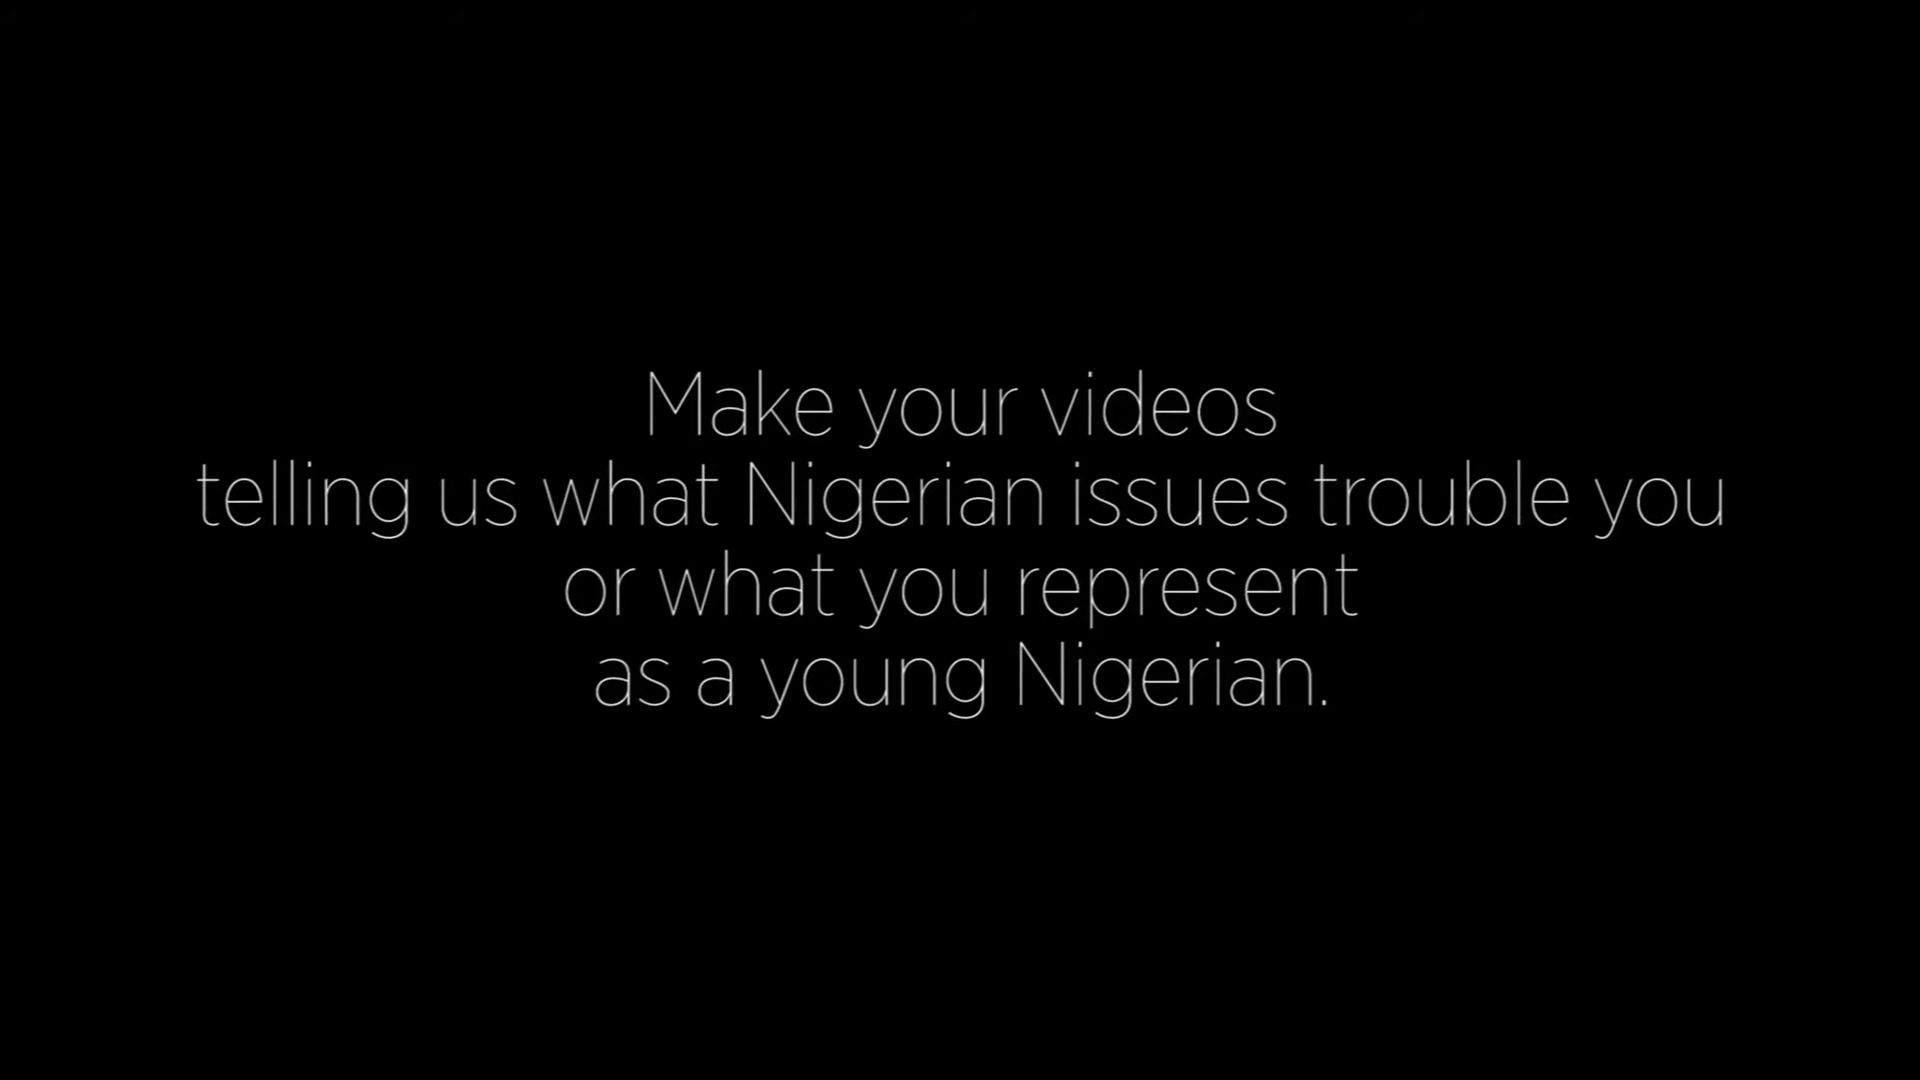 Make your videos
telling us what Nigerian issues trouble you
or what you represent
as a young Nigerian.